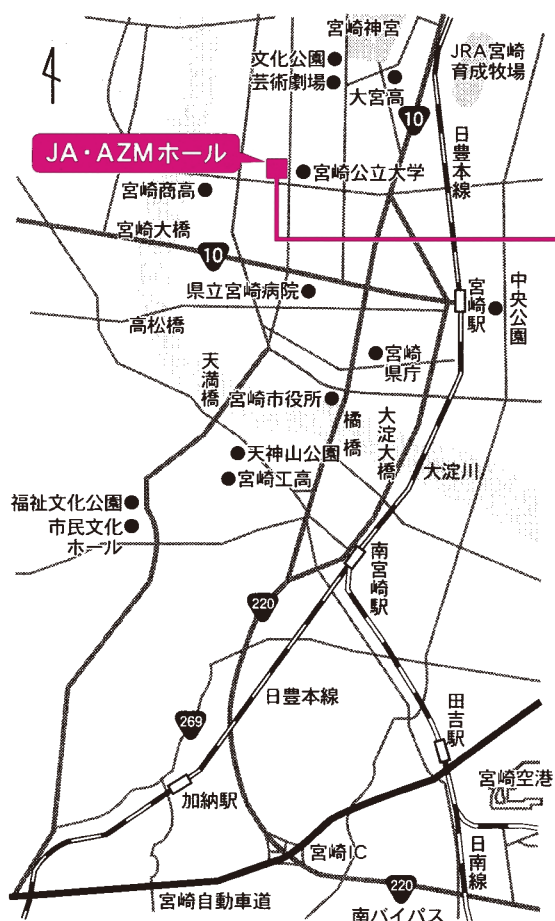 宮崎神宮
文化公園
芸術劇場
大宮高
JRA宮崎
育成牧場
10
日豊本線
JA・AZMホール
宮崎公立大学
宮崎商高
宮崎大橋
10
県立宮崎病院
宮崎駅
中央公園
高松橋
宮崎
県庁
天満橋
宮崎市役所
橘橋
大淀大橋
天神山公園
宮崎工高
大淀川
福祉文化公園
市民文化
ホール
南宮崎駅
220
日豊本線
269
田吉駅
加納駅
宮崎空港
宮崎IC
日南線
宮崎自動車道
220
南バイパス